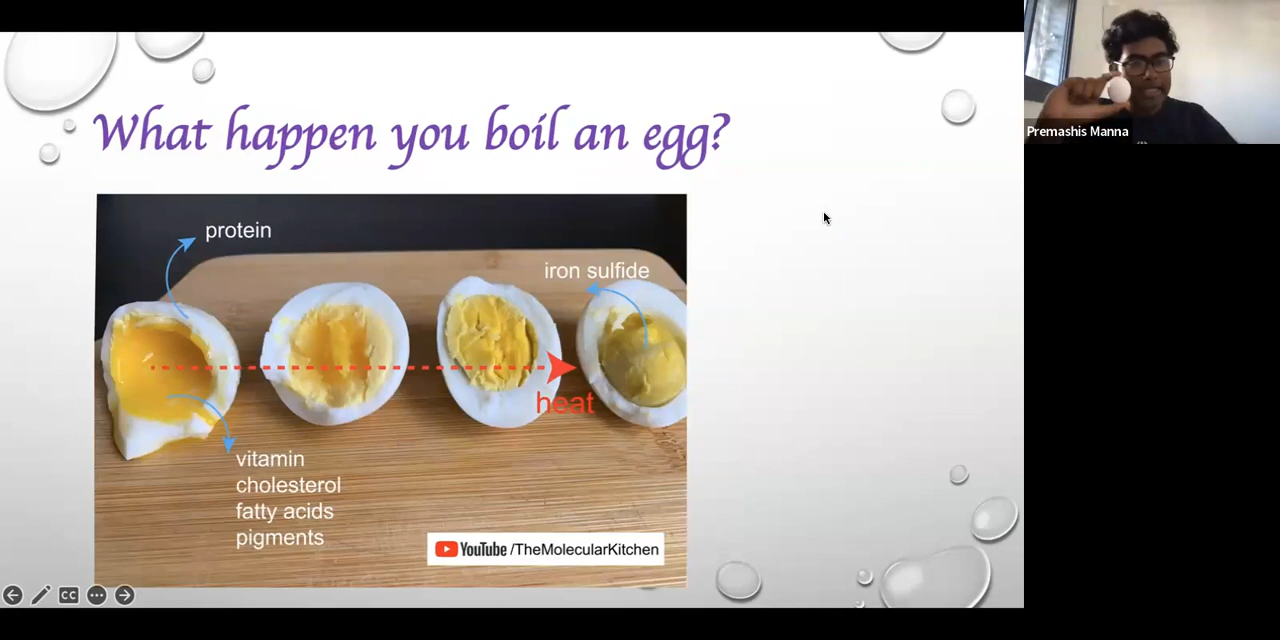 What happen you boil an egg?
protein
iron sulfide
heat
vitamin
cholesterol
fatty acids
pigments
YouTube /TheMolecularKitchen
CC
Premashis Manna